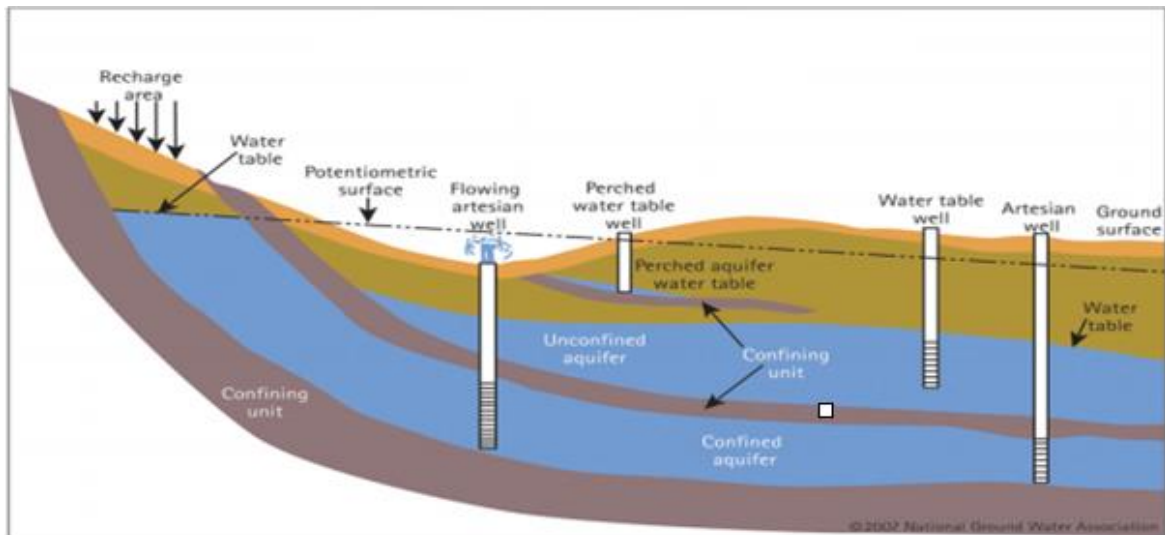 Recharge
area
Water
table
Potentiometric
surface
Flowing
artesian
well
Perched
water table
well
Water table
well
Artesian
well
Ground
surface
Perched aquifer
water table
Water
table
Unconfined
aquifer
Confining
unit
Confining
unit
Confined
aquifer
©2002 National Ground Water Association